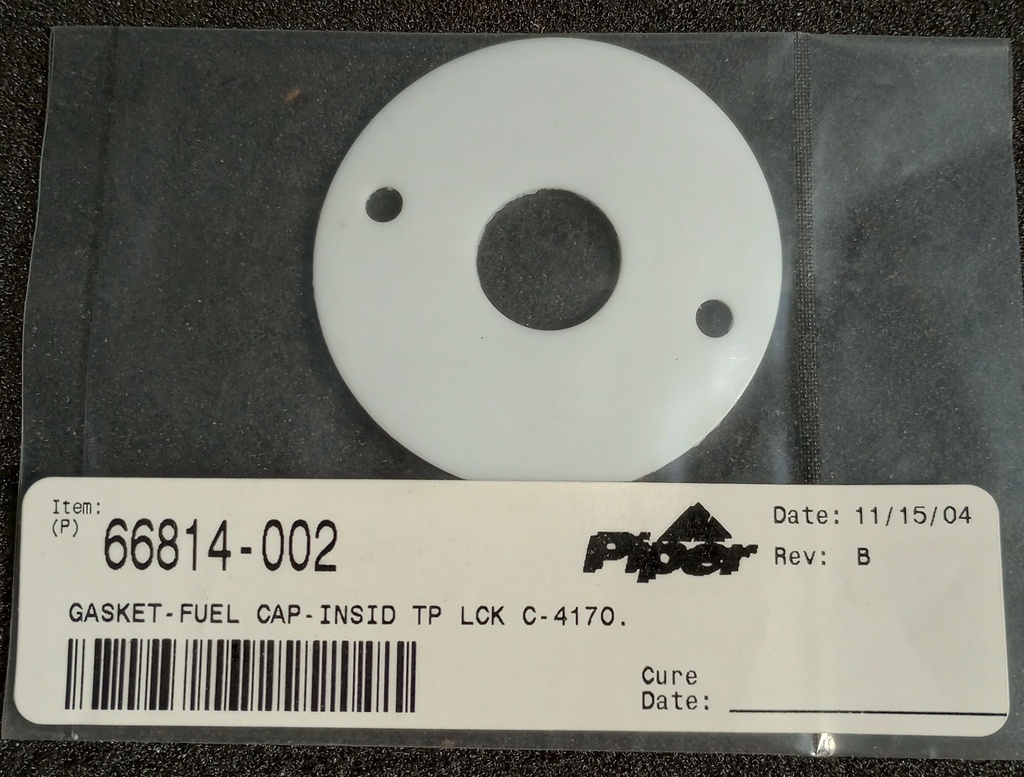 Item:
(P) 66814-002
Piper
Date: 11/15/04
Rev: B
GASKET-FUEL CAP-INSID TP LCK C-4170.
Cure
Date: